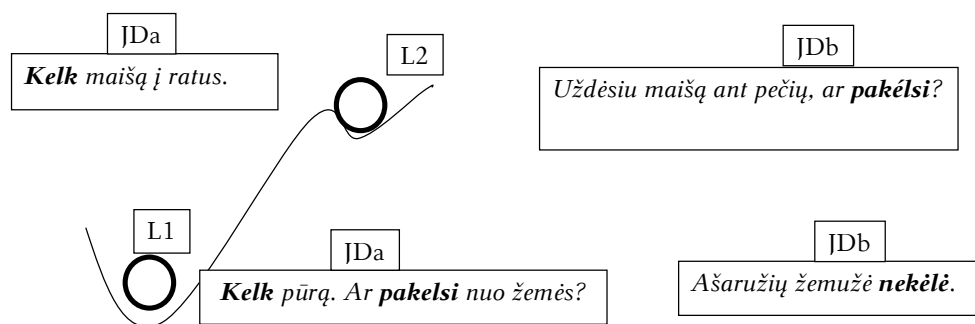 JDa
Kelk maišą į ratus.
L2
JDb
Uždėsiu maišą ant pečių, ar pakélsi?
L1
JDa
Kelk pūrą. Ar pakelsi nuo žemės?
JDb
Ašaružių žemužė nekėlė.